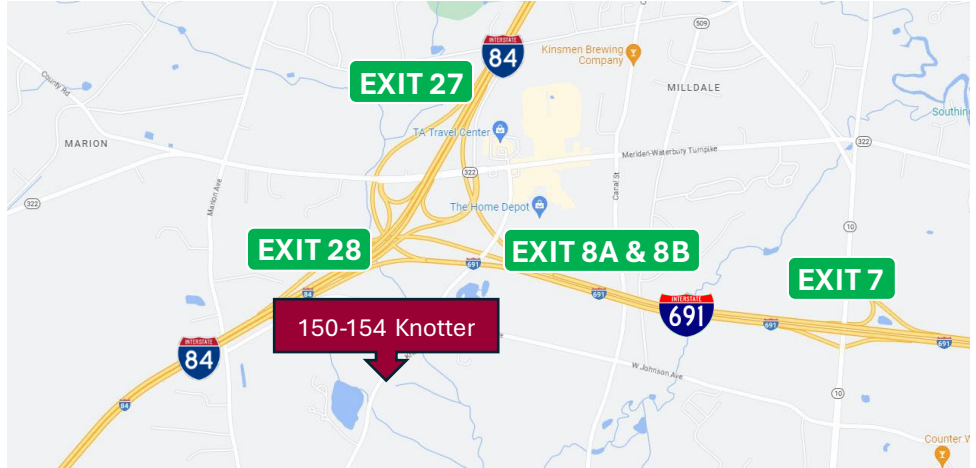 509
INTERSTATE
84
Kinsmen Brewing
Company
EXIT 27
County Rd
MILLDALE
TA Travel Center
MARION
Meriden-Waterbury Turnpike
322
322
322
Marion Ave
Canal St
The Home Depot
10
EXIT 28
EXIT 8A & 8B
691
EXIT 7
84
691
INTERSTATE
691
150-154 Knotter
691
691
INTERSTATE
84
W Johnson Ave
84
10
Counter W